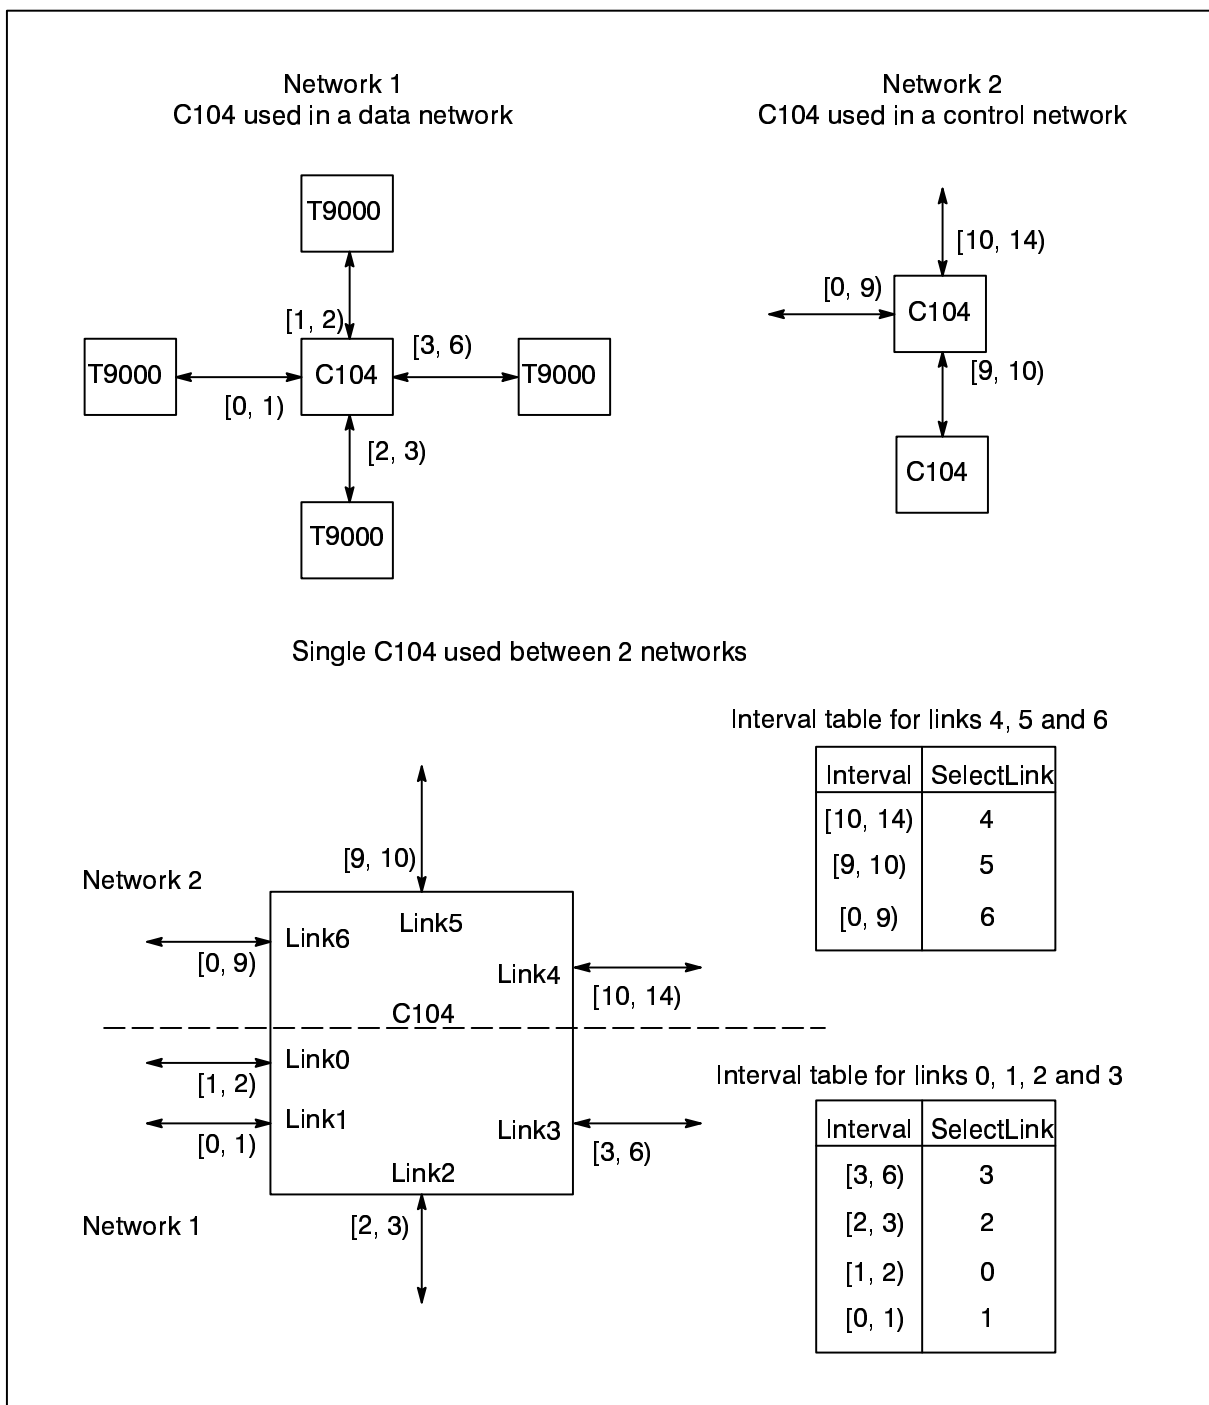 Network 1
C104 used in a data network
Network 2
C104 used in a control network
T9000
[1, 2)
T9000
[0, 1)
C104
[3, 6)
T9000
[2, 3)
T9000
[10, 14)
[0, 9)
C104
[9, 10)
C104
Single C104 used between 2 networks
Interval table for links 4, 5 and 6
Interval SelectLink
[10, 14) 4
[9, 10) 5
[0, 9) 6
[9, 10)
Network 2
Link5
Link6
[0, 9)
Link4
[10, 14)
C104
Link0
[1, 2)
Link1
[0, 1)
Link3
[3, 6)
Link2
[2, 3)
Network 1
Interval table for links 0, 1, 2 and 3
Interval SelectLink
[3, 6) 3
[2, 3) 2
[1, 2) 0
[0, 1) 1